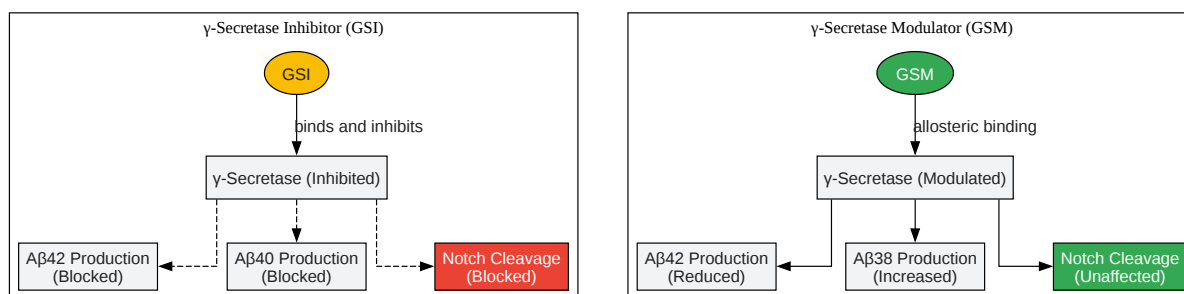 γ-Secretase Inhibitor (GSI)
GSI
binds and inhibits
γ-Secretase (Inhibited)
Aβ42 Production
(Blocked)
Aβ40 Production
(Blocked)
Notch Cleavage
(Blocked)
γ-Secretase Modulator (GSM)
GSM
allosteric binding
γ-Secretase (Modulated)
Aβ42 Production
(Reduced)
Aβ38 Production
(Increased)
Notch Cleavage
(Unaffected)